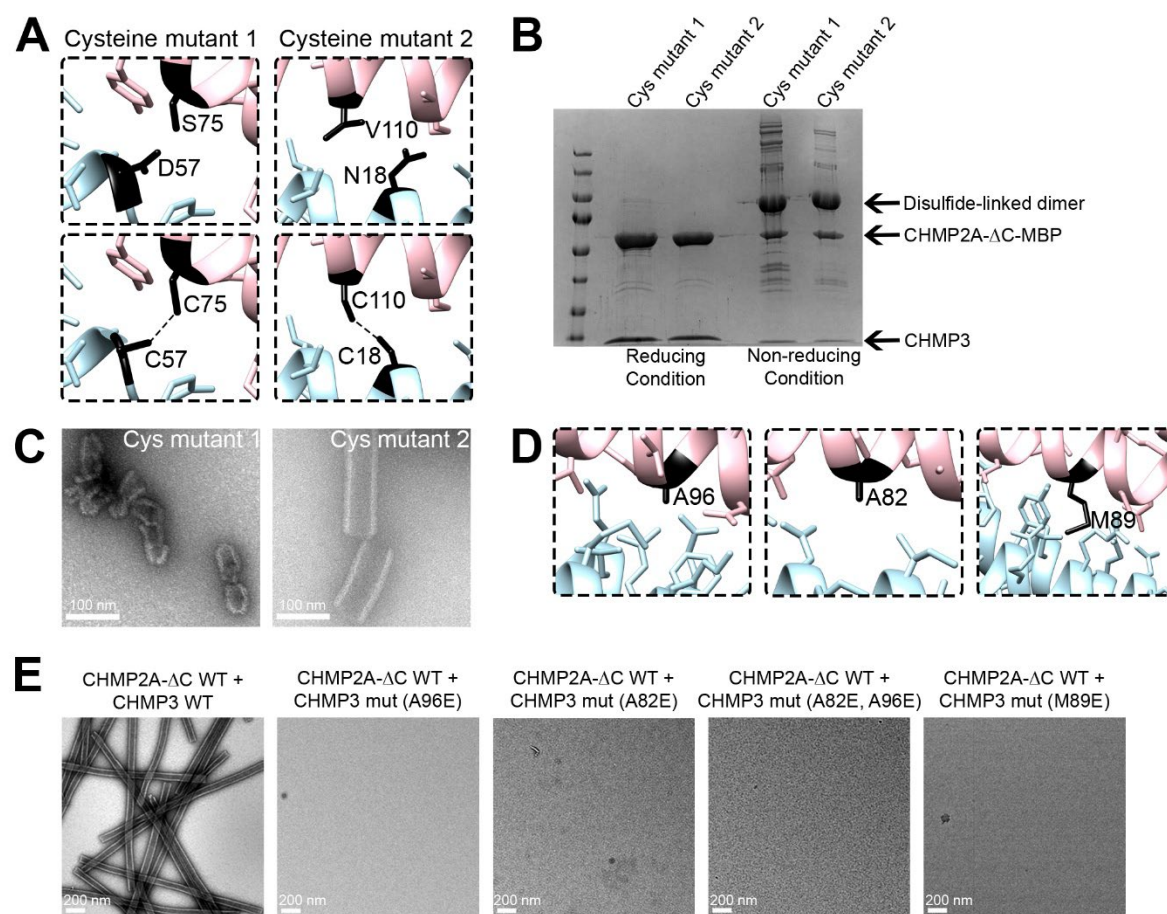 A
Cysteine mutant 1
Cysteine mutant 2
S75
D57
V110
N18
C75
C57
C110
C18
B
Cys mutant 1
Cys mutant 2
Cys mutant 1
Cys mutant 2
Disulfide-linked dimer
CHMP2A-ΔC-MBP
CHMP3
Reducing
Condition
Non-reducing
Condition
C
Cys mutant 1
100 nm
Cys mutant 2
100 nm
D
A96
A82
M89
E
CHMP2A-ΔC WT +
CHMP3 WT
200 nm
CHMP2A-ΔC WT +
CHMP3 mut (A96E)
200 nm
CHMP2A-ΔC WT +
CHMP3 mut (A82E)
200 nm
CHMP2A-ΔC WT +
CHMP3 mut (A82E, A96E)
200 nm
CHMP2A-ΔC WT +
CHMP3 mut (M89E)
200 nm